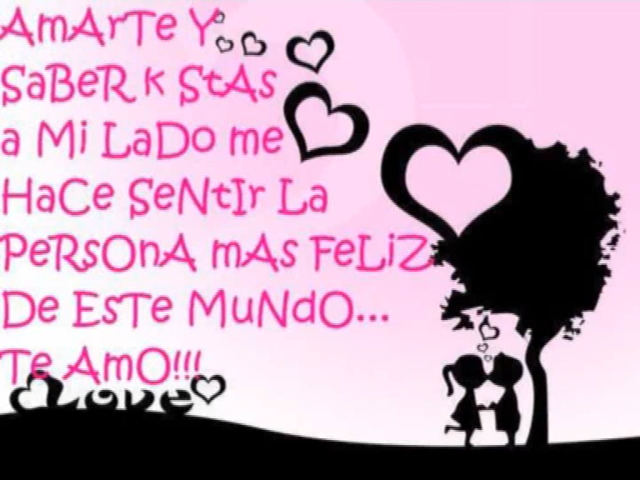 AmArTe Y
SaBeR K StAs
a Mi LaDo me
HaCe SeNtIr La
PeRsOnA mAs FeLiZ
De EsTe MuNdO...
Te AmO!!!
Love